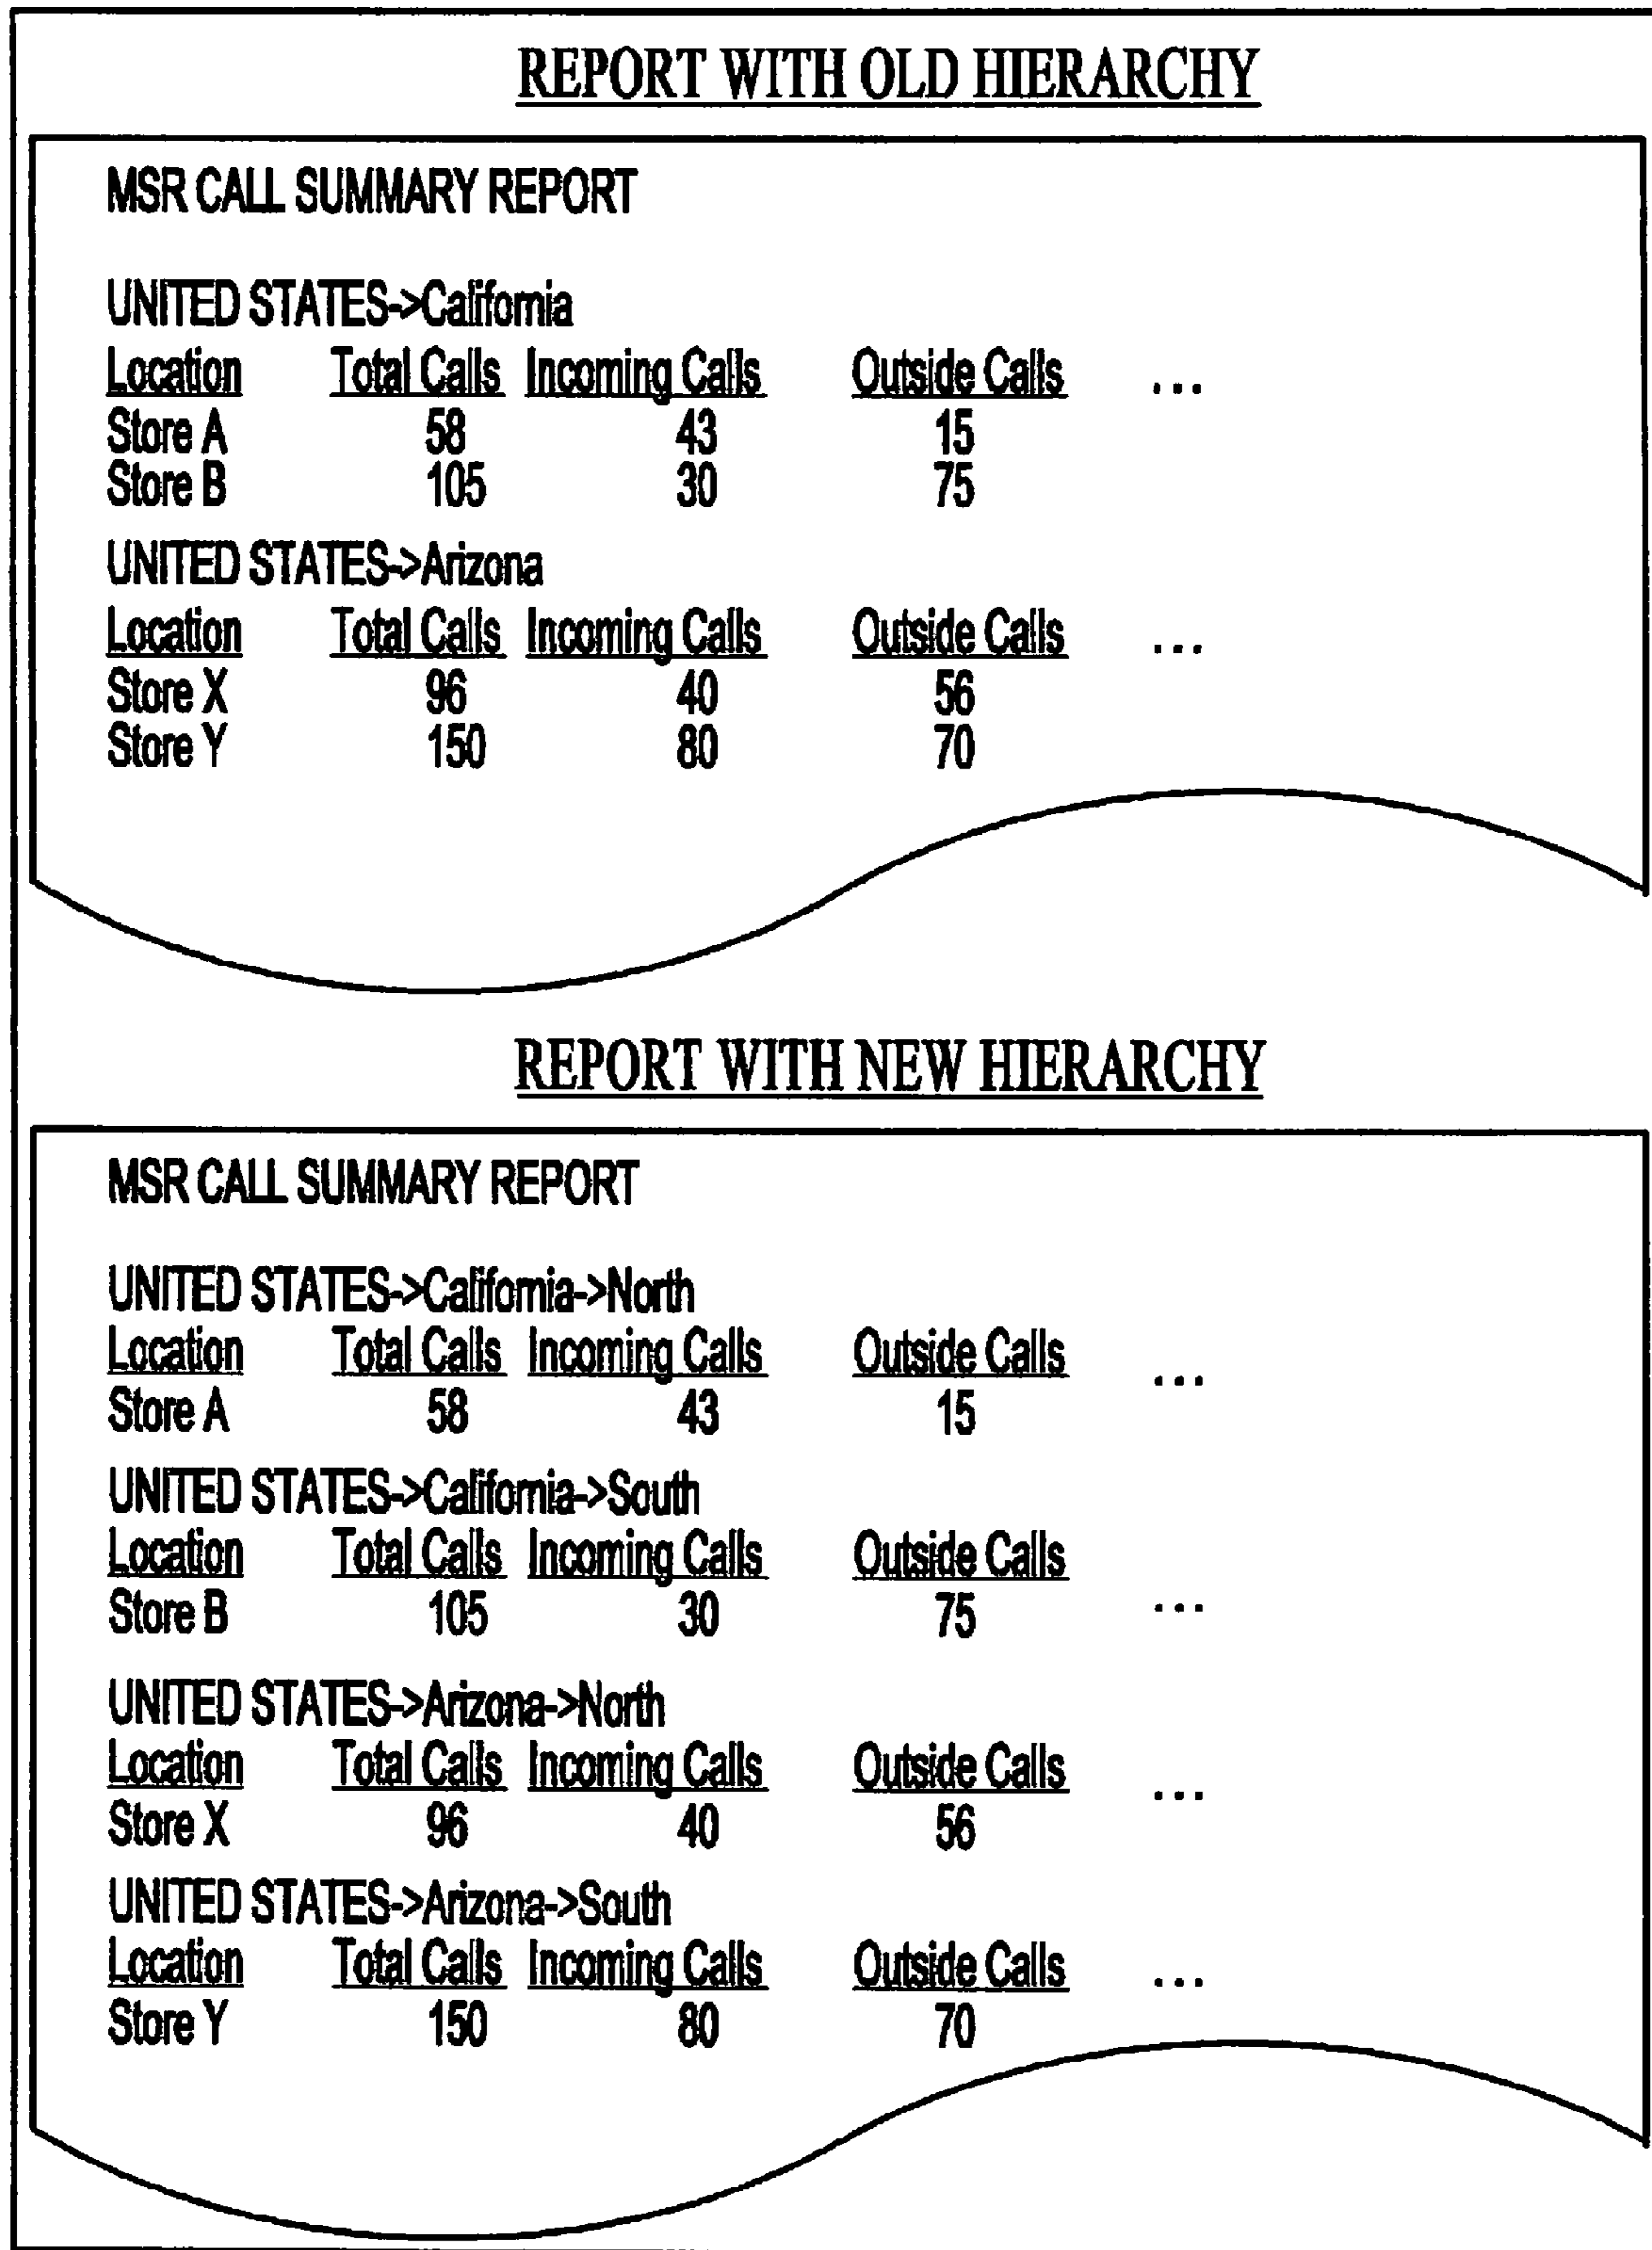 REPORT WITH OLD HIERARCHY
MSR CALL SUMMARY REPORT
UNITED STATES->California
Location Total Calls Incoming Calls Outside Calls ...
Store A 58 43 15
Store B 105 30 75
UNITED STATES->Arizona
Location Total Calls Incoming Calls Outside Calls ...
Store X 96 40 56
Store Y 150 80 70
REPORT WITH NEW HIERARCHY
MSR CALL SUMMARY REPORT
UNITED STATES->California->North
Location Total Calls Incoming Calls Outside Calls ...
Store A 58 43 15
UNITED STATES->California->South
Location Total Calls Incoming Calls Outside Calls
Store B 105 30 75 ...
UNITED STATES->Arizona->North
Location Total Calls Incoming Calls Outside Calls ...
Store X 96 40 56
UNITED STATES->Arizona->South
Location Total Calls Incoming Calls Outside Calls ...
Store Y 150 80 70